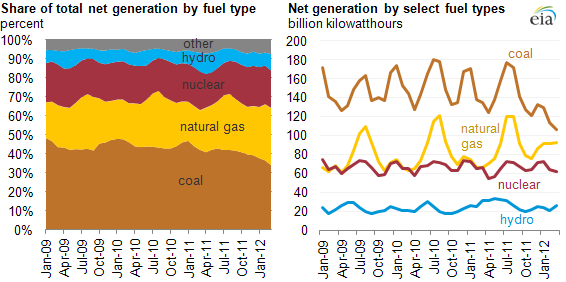 Share of total net generation by fuel type
percent
100%
90%
80%
70%
60%
50%
40%
30%
20%
10%
0%
other
hydro
nuclear
natural gas
coal
Jan-09
Apr-09
Jul-09
Oct-09
Jan-10
Apr-10
Jul-10
Oct-10
Jan-11
Apr-11
Jul-11
Oct-11
Jan-12
Net generation by select fuel types
billion kilowatthours
eia
200
180
160
140
120
100
80
60
40
20
0
coal
natural
gas
nuclear
hydro
Jan-09
Apr-09
Jul-09
Oct-09
Jan-10
Apr-10
Jul-10
Oct-10
Jan-11
Apr-11
Jul-11
Oct-11
Jan-12